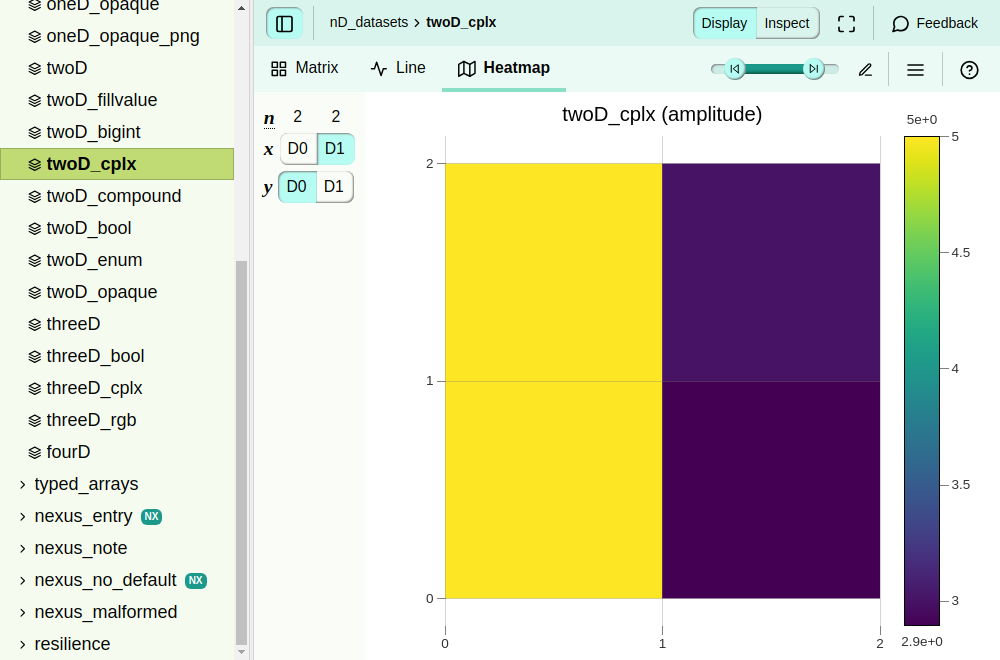 oneD_opaque
oneD_opaque_png
twoD
twoD_fillvalue
twoD_bigint
twoD_cplx
twoD_compound
twoD_bool
twoD_enum
twoD_opaque
threeD
threeD_bool
threeD_cplx
threeD_rgb
fourD
typed_arrays
nexus_entry NX
nexus_note
nexus_no_default NX
nexus_malformed
resilience
nD_datasets › twoD_cplx
Display Inspect
Feedback
Matrix Line Heatmap
n 2 2
x D0 D1
y D0 D1
twoD_cplx (amplitude)
2
1
0
0 1 2
5e+0
5
4.5
4
3.5
3
2.9e+0